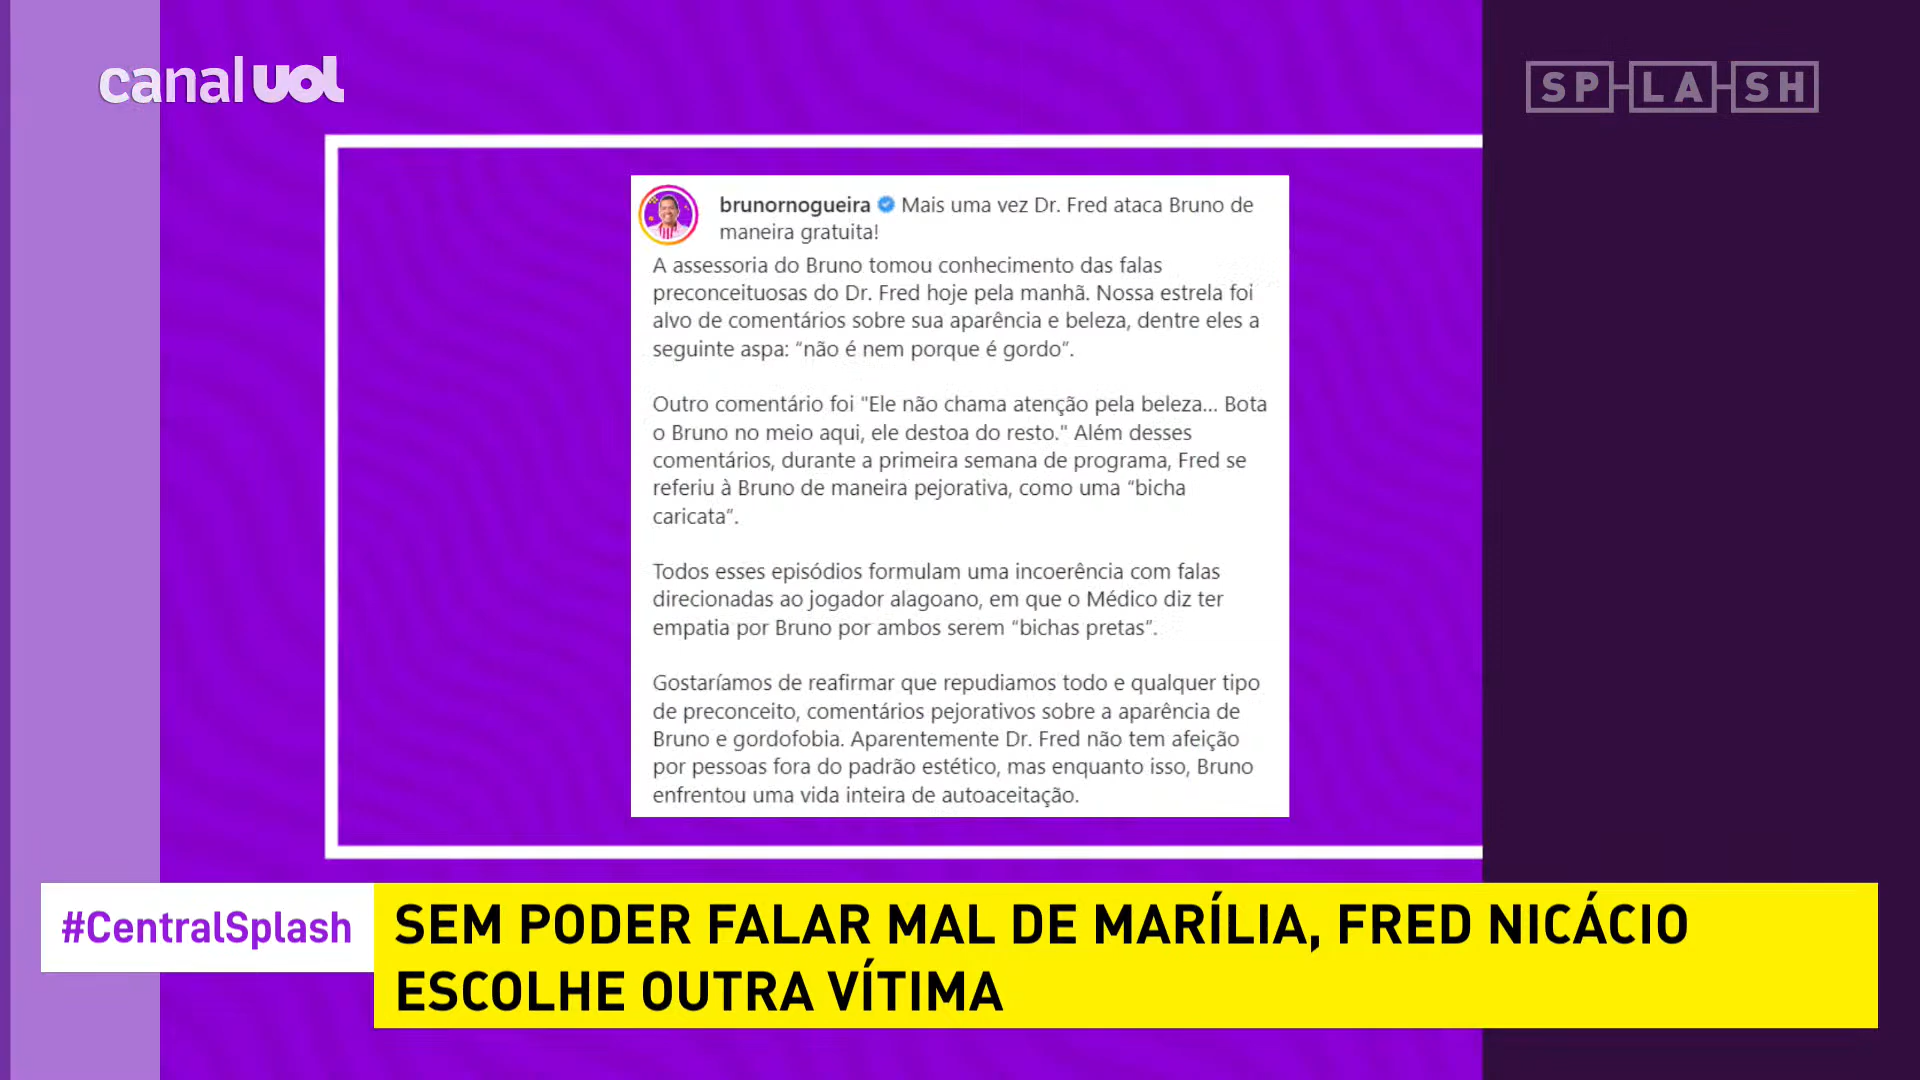 canal uol
SPLASH
brunornogueira Mais uma vez Dr. Fred ataca Bruno de
maneira gratuita!
A assessoria do Bruno tomou conhecimento das falas
preconceituosas do Dr. Fred hoje pela manhã. Nossa estrela foi
alvo de comentários sobre sua aparência e beleza, dentre eles a
seguinte aspa: “não é nem porque é gordo”.
Outro comentário foi "Ele não chama atenção pela beleza... Bota
o Bruno no meio aqui, ele destoa do resto." Além desses
comentários, durante a primeira semana de programa, Fred se
referiu à Bruno de maneira pejorativa, como uma “bicha
caricata”.
Todos esses episódios formulam uma incoerência com falas
direcionadas ao jogador alagoano, em que o Médico diz ter
empatia por Bruno por ambos serem “bichas pretas”.
Gostaríamos de reafirmar que repudiamos todo e qualquer tipo
de preconceito, comentários pejorativos sobre a aparência de
Bruno e gordofobia. Aparentemente Dr. Fred não tem afeição
por pessoas fora do padrão estético, mas enquanto isso, Bruno
enfrentou uma vida inteira de autoaceitação.
#CentralSplash
SEM PODER FALAR MAL DE MARÍLIA, FRED NICÁCIO
ESCOLHE OUTRA VÍTIMA